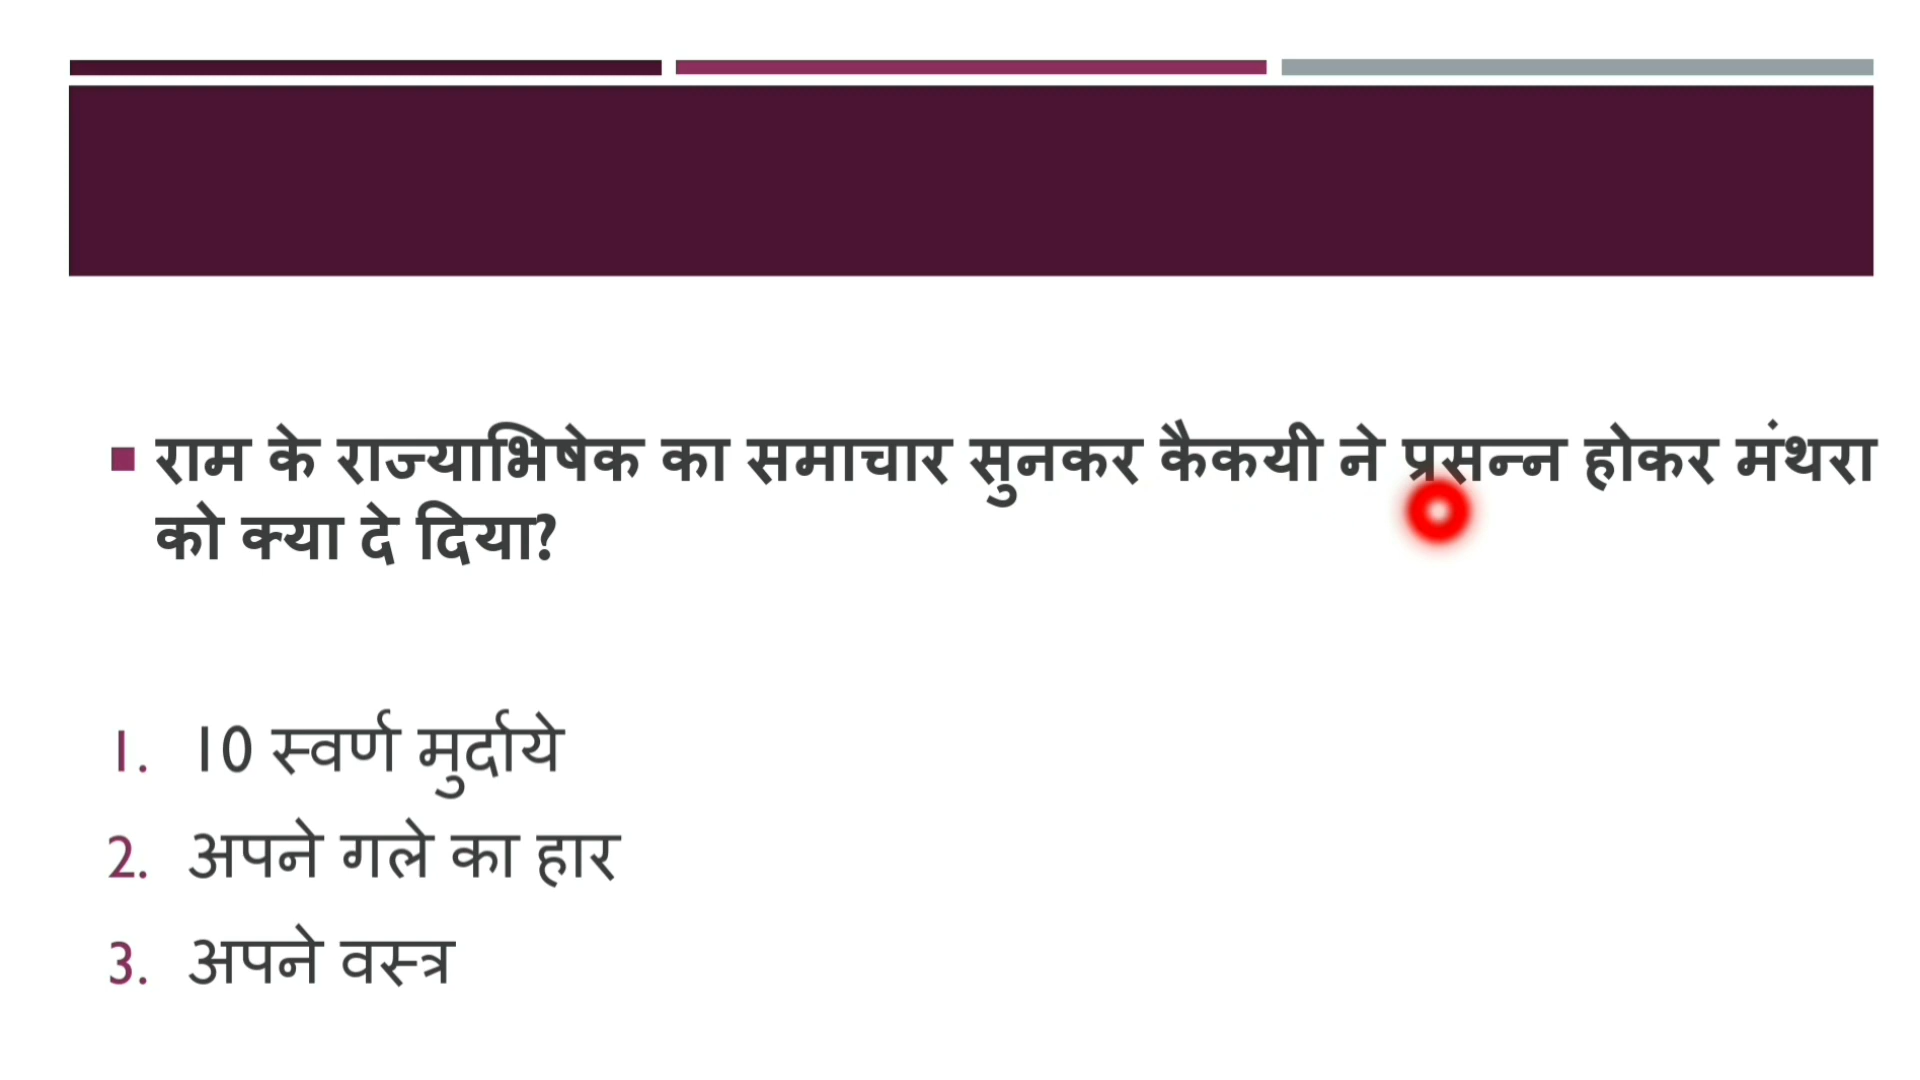 राम के राज्याभिषेक का समाचार सुनकर कैकयी ने प्रसन्न होकर मंथरा
को क्या दे दिया?
1. 10 स्वर्ण मुर्दाये
2. अपने गले का हार
3. अपने वस्त्र